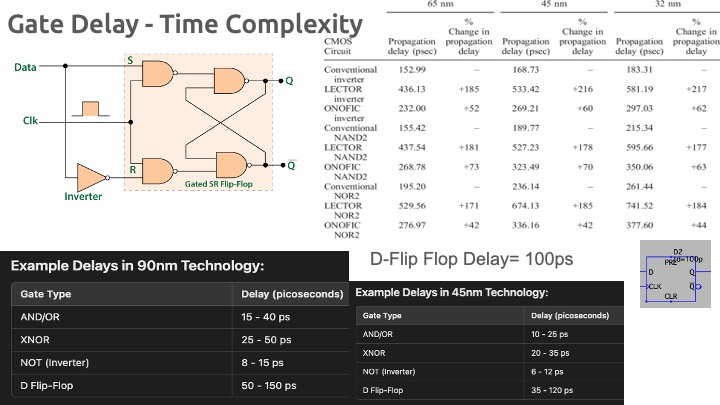 Gate Delay - Time Complexity
65 nm 45 nm 32 nm
% % %
Change in Change in Change in
CMOS Propagation propagation Propagation propagation Propagation propagation
Circuit delay (psec) delay delay (psec) delay delay (psec) delay
Conventional 152.99 – 168.73 – 183.31 –
inverter
LECTOR 436.13 +185 533.42 +216 581.19 +217
inverter
ONOFIC 232.00 +52 269.21 +60 297.03 +62
inverter
Conventional 155.42 – 189.77 – 215.34 –
NAND2
LECTOR 437.54 +181 527.23 +178 595.66 +177
NAND2
ONOFIC 268.78 +73 323.49 +70 350.06 +63
NAND2
Conventional 195.20 – 236.14 – 261.44 –
NOR2
LECTOR 529.56 +171 674.13 +185 741.52 +184
NOR2
ONOFIC 276.97 +42 336.16 +42 377.60 +44
NOR2
Data
S
Q
Clk
R
Q̅
Gated SR Flip-Flop
Inverter
D-Flip Flop Delay= 100ps
D2
PRE
td=100p
D Q
CLK Q
CLR
Example Delays in 90nm Technology:
Gate Type Delay (picoseconds)
AND/OR 15 - 40 ps
XNOR 25 - 50 ps
NOT (Inverter) 8 - 15 ps
D Flip-Flop 50 - 150 ps
Example Delays in 45nm Technology:
Gate Type Delay (picoseconds)
AND/OR 10 - 25 ps
XNOR 20 - 35 ps
NOT (Inverter) 6 - 12 ps
D Flip-Flop 35 - 120 ps